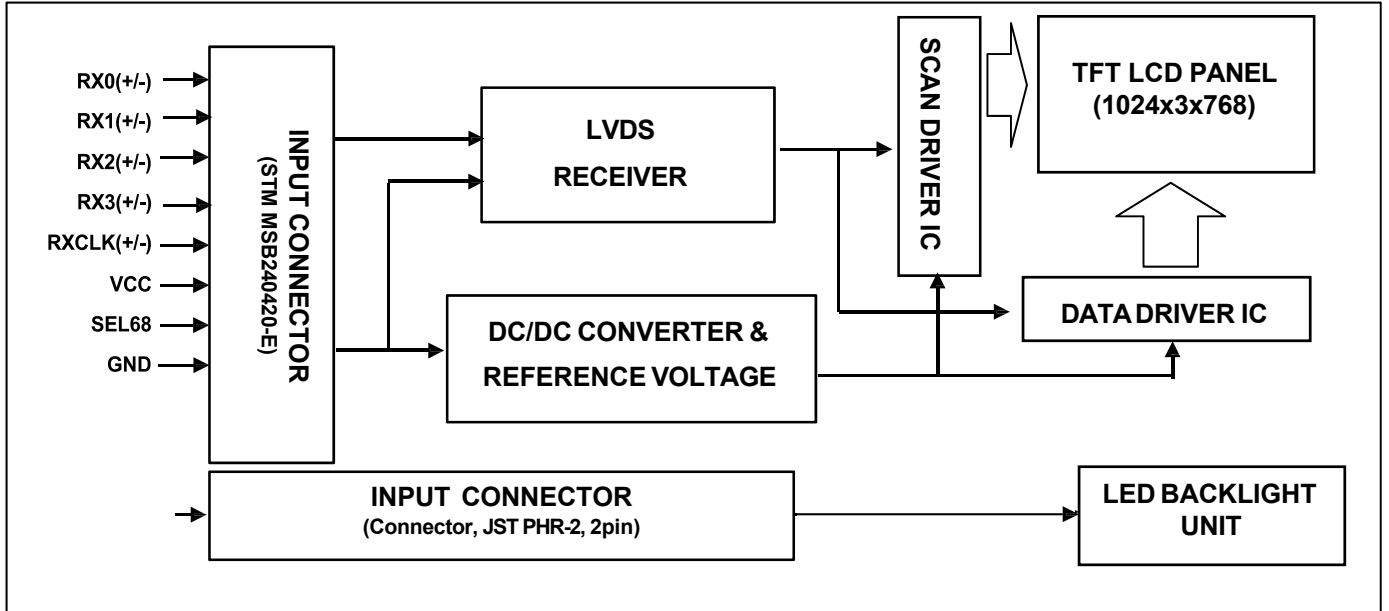 RX0(+/-)
RX1(+/-)
RX2(+/-)
RX3(+/-)
RXCLK(+/-)
VCC
SEL68
GND
INPUT CONNECTOR
(STM MSB240420-E)
LVDS
RECEIVER
DC/DC CONVERTER &
REFERENCE VOLTAGE
SCAN DRIVER IC
TFT LCD PANEL
(1024x3x768)
DATA DRIVER IC
INPUT CONNECTOR
(Connector, JST PHR-2, 2pin)
LED BACKLIGHT
UNIT